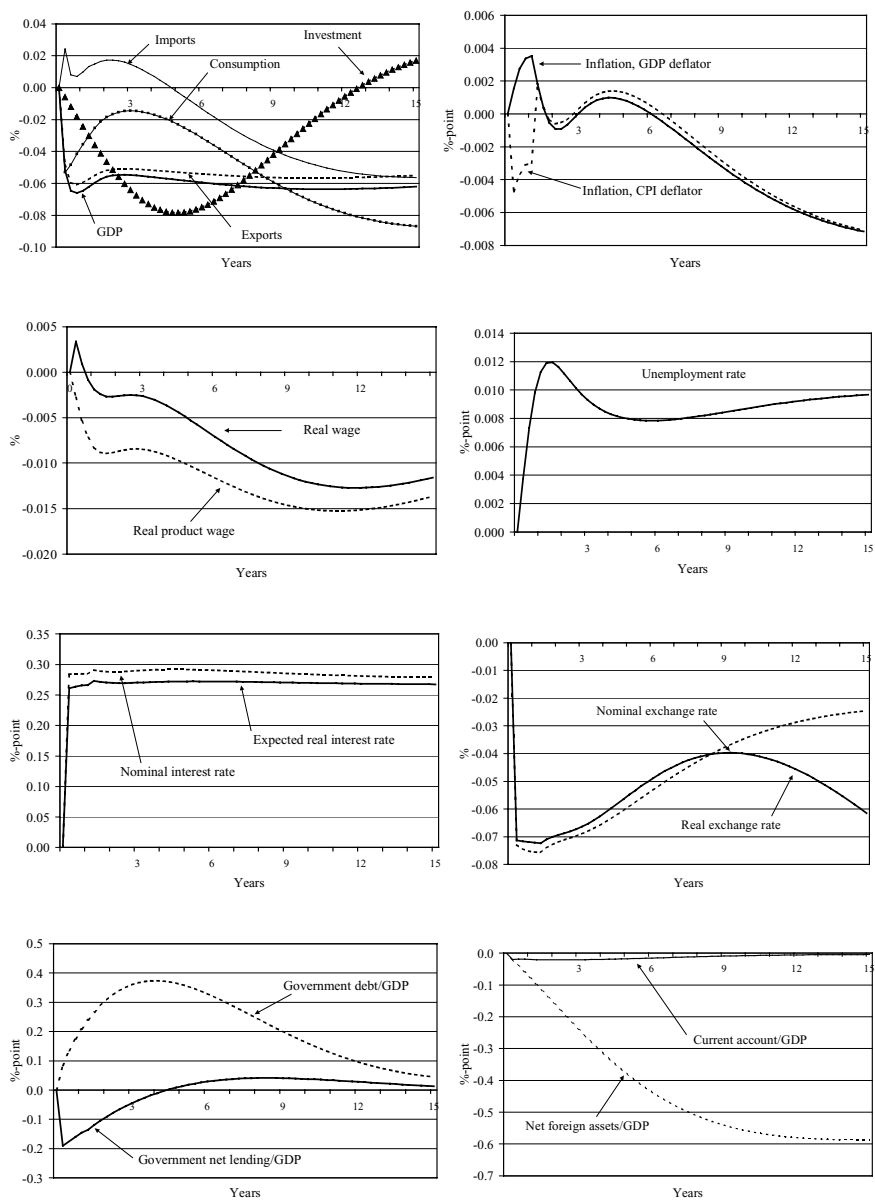 0.04
0.02
0.00
-0.02
-0.04
-0.06
-0.08
-0.10
%
Imports
Investment
Consumption
GDP
Exports
3 6 9 12 15
Years
0.006
0.004
0.002
0.000
-0.002
-0.004
-0.006
-0.008
%-point
Inflation, GDP deflator
Inflation, CPI deflator
3 6 9 12 15
Years
0.005
0.000
-0.005
-0.010
-0.015
-0.020
%
0 3 6 9 12
Real wage
Real product wage
Years
0.014
0.012
0.010
0.008
0.006
0.004
0.002
0.000
%-point
Unemployment rate
3 6 9 12 15
Years
0.35
0.30
0.25
0.20
0.15
0.10
0.05
0.00
%-point
Expected real interest rate
Nominal interest rate
3 6 9 12 15
Years
0.00
-0.01
-0.02
-0.03
-0.04
-0.05
-0.06
-0.07
-0.08
%
3 6 9 12 15
Nominal exchange rate
Real exchange rate
Years
0.5
0.4
0.3
0.2
0.1
0.0
-0.1
-0.2
-0.3
%-point
Government debt/GDP
3 6 9 12 15
Government net lending/GDP
Years
0.0
-0.1
-0.2
-0.3
-0.4
-0.5
-0.6
-0.7
%-point
3 6 9 12 15
Current account/GDP
Net foreign assets/GDP
Years